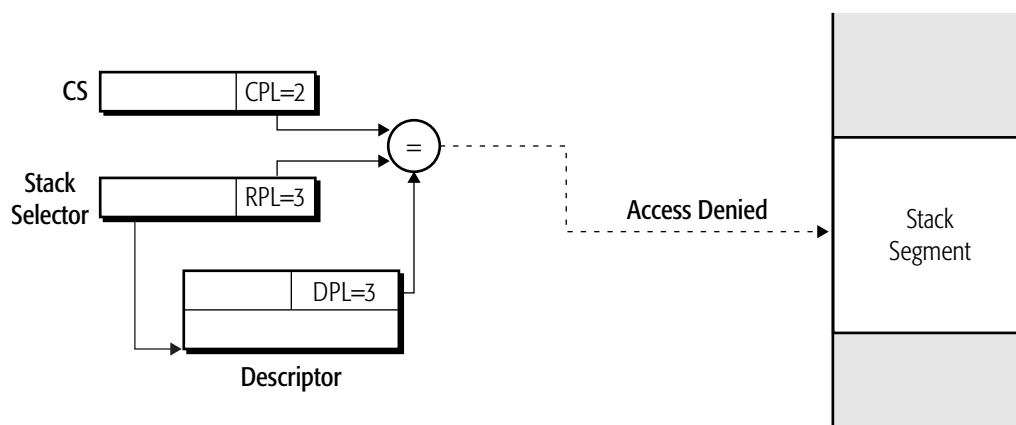 CS
CPL=2
=
Stack
Selector
RPL=3
Access Denied
Stack
Segment
DPL=3
Descriptor